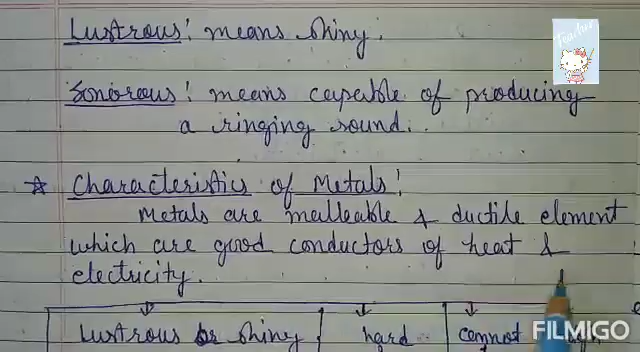 Lustrous : means shiny.
Teacher
Sonorous : means capable of producing
a ringing sound.
☆ Characteristics of Metals :
Metals are malleable & ductile element
which are good conductors of heat &
electricity.
Lustrous or shiny hard cannot
FILMIGO